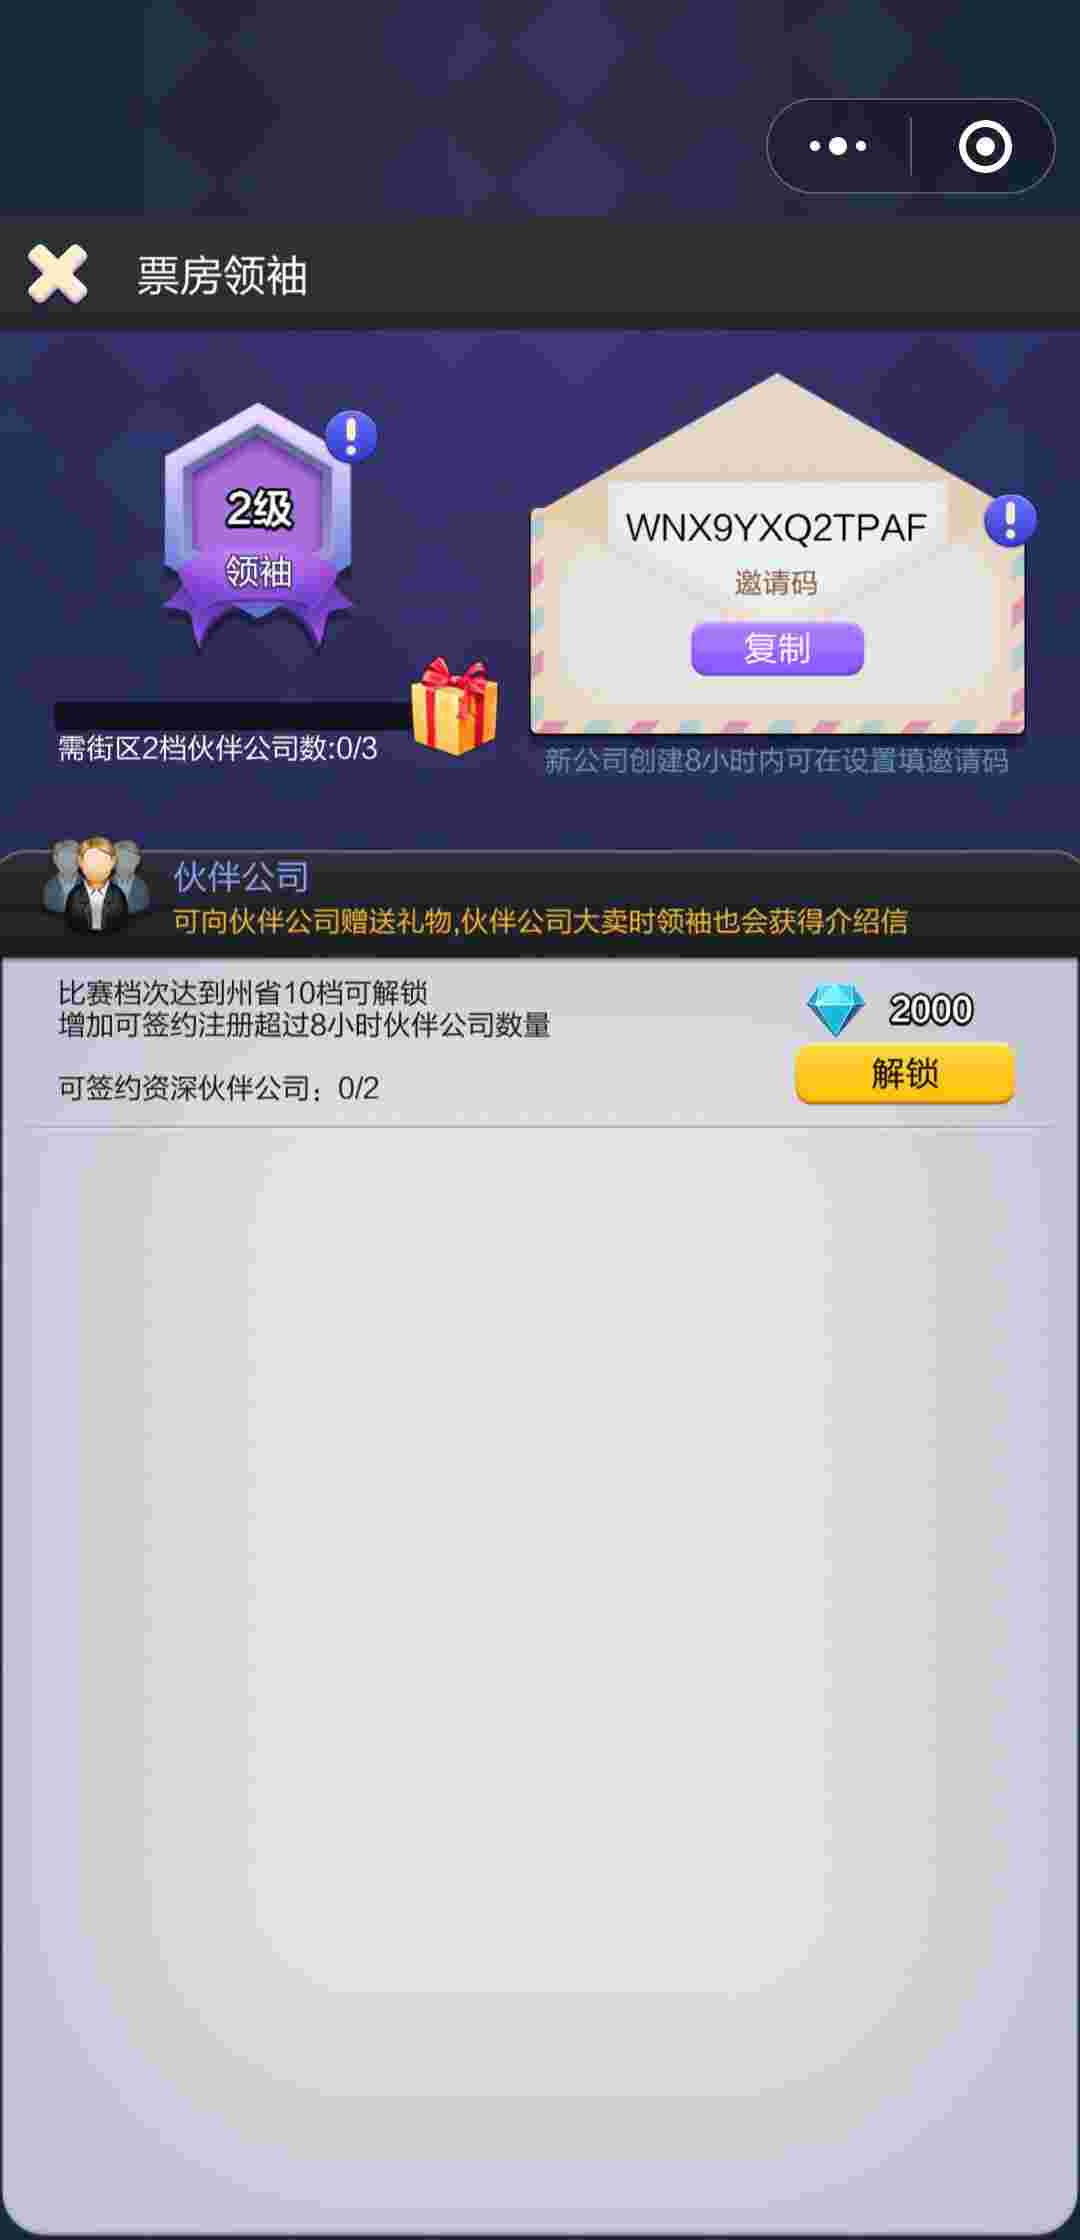 票房领袖
2级
领袖
WNX9YXQ2TPAF
邀请码
复制
需街区2档伙伴公司数:0/3
新公司创建8小时内可在设置填邀请码
伙伴公司
可向伙伴公司赠送礼物,伙伴公司大卖时领袖也会获得介绍信
比赛档次达到州省10档可解锁
增加可签约注册超过8小时伙伴公司数量
2000
可签约资深伙伴公司：0/2
解锁